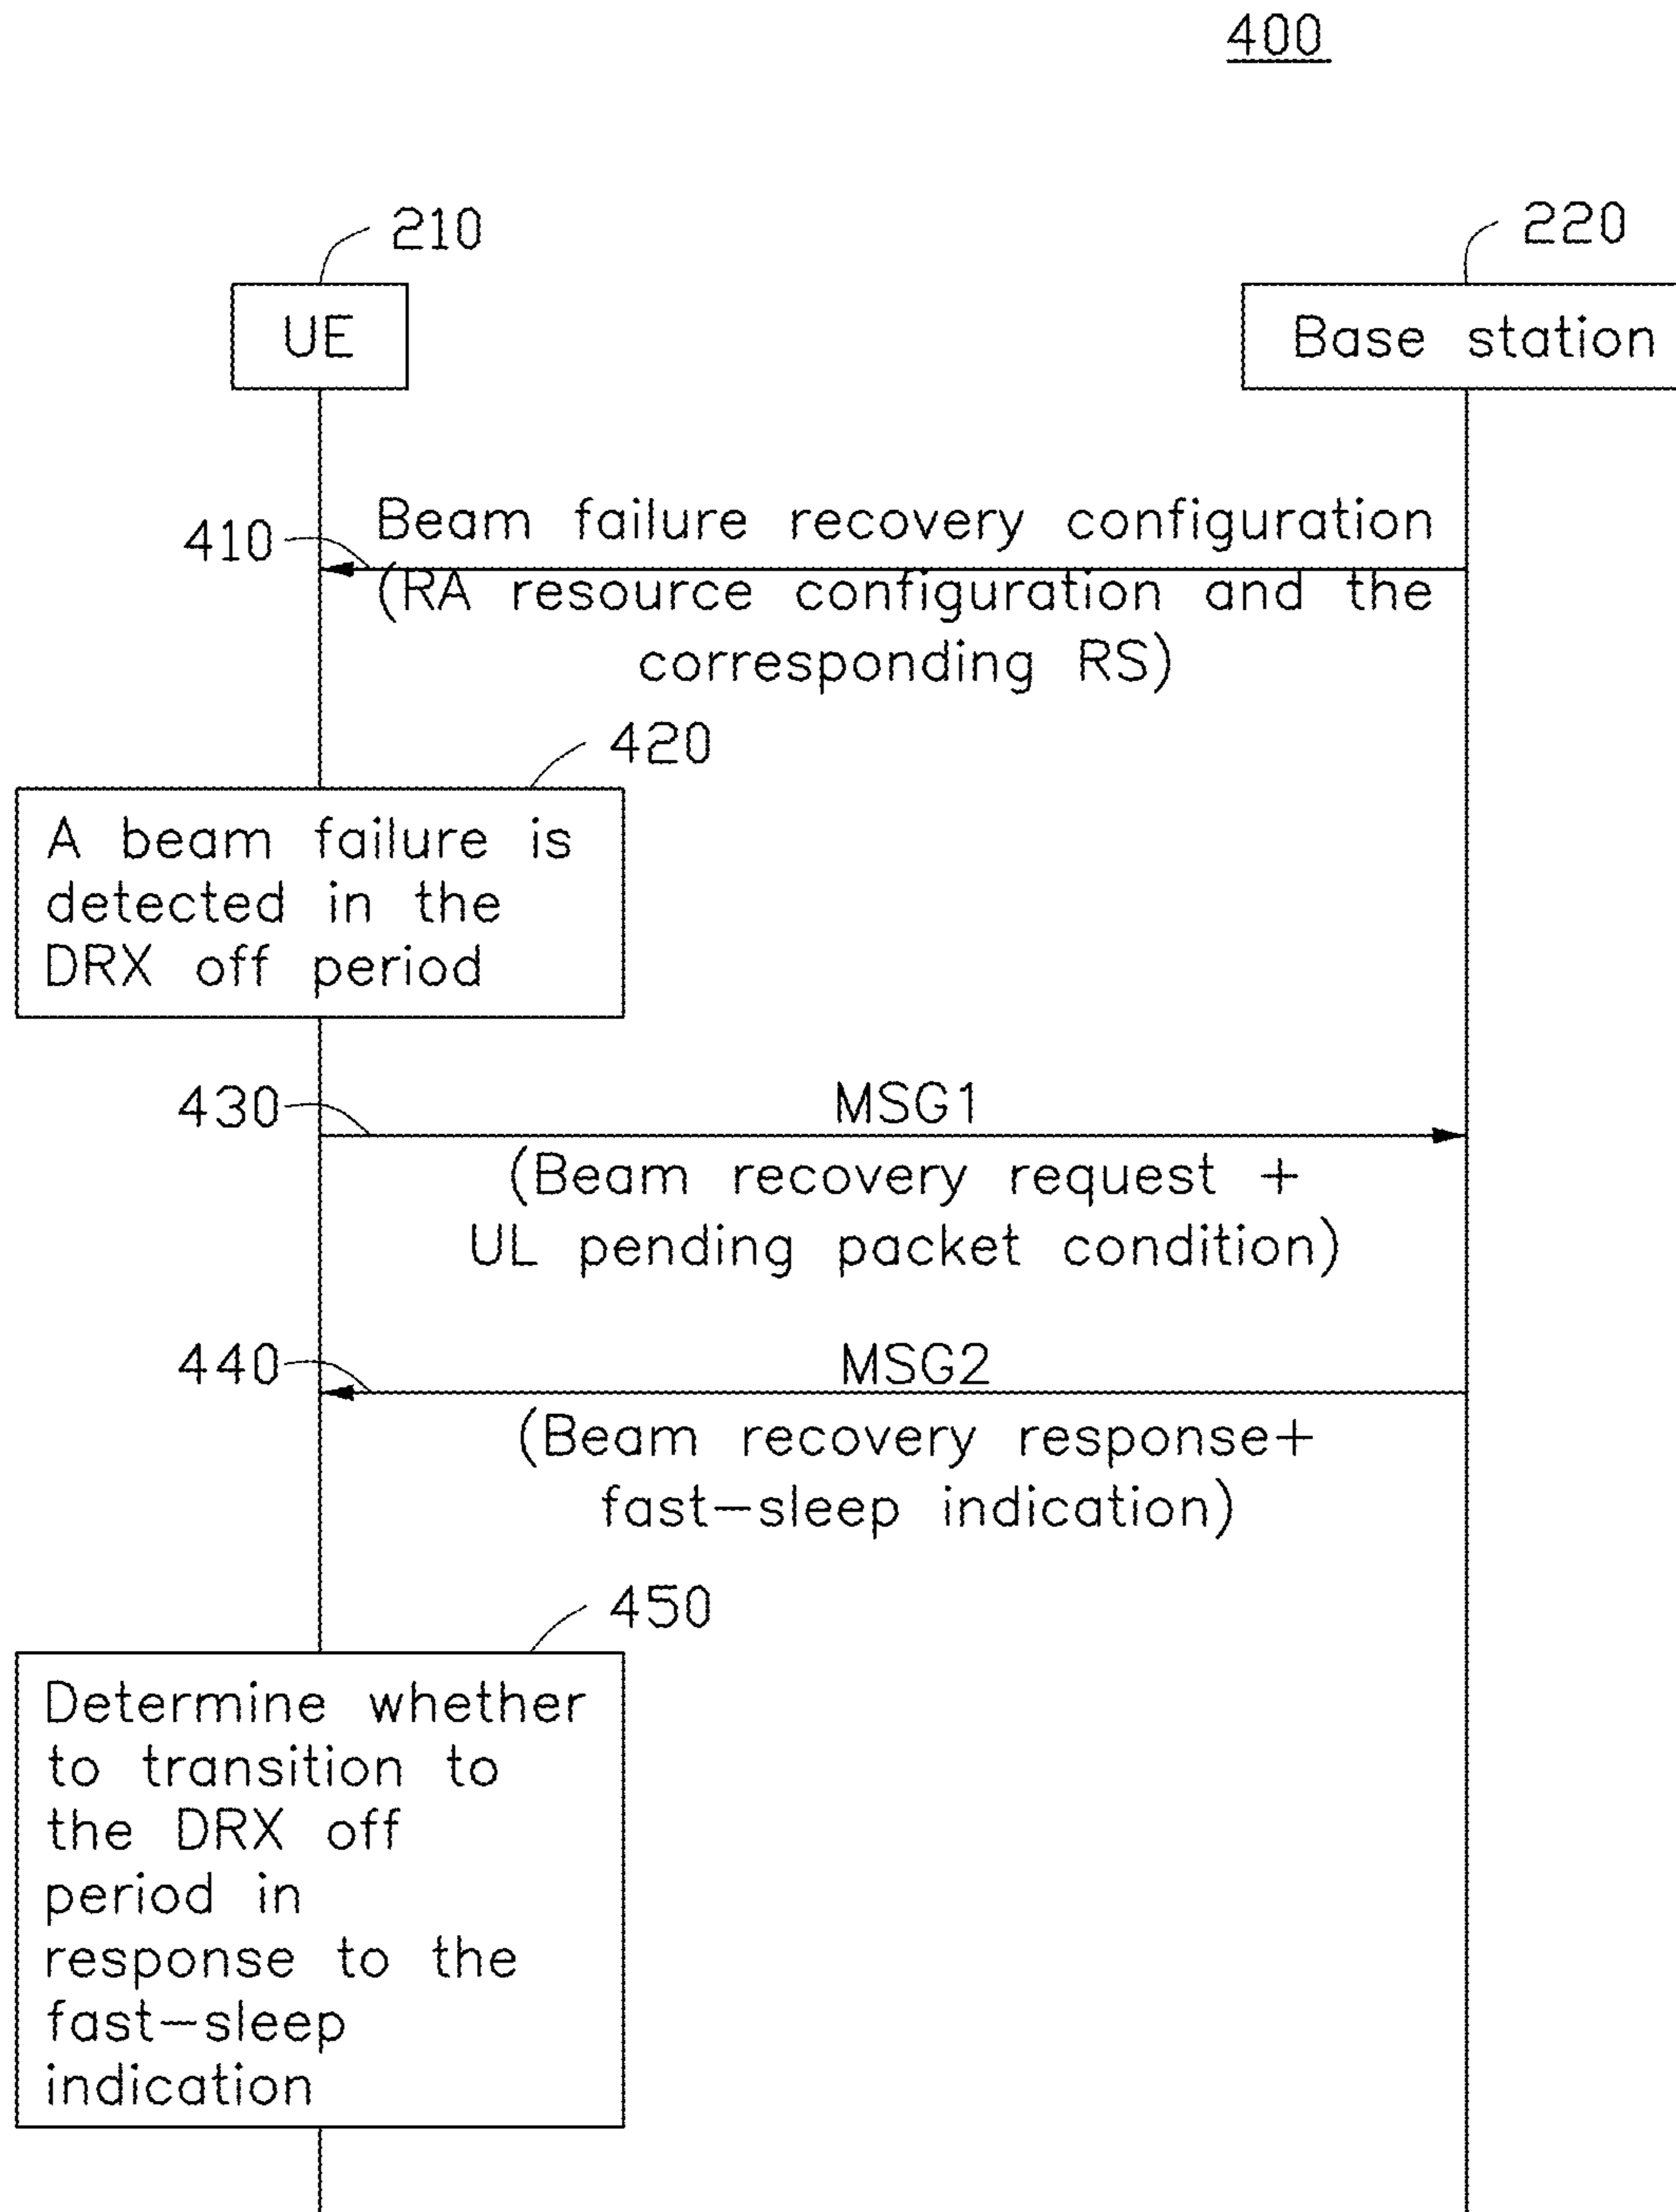 400
210
220
UE
Base station
410
Beam failure recovery configuration
(RA resource configuration and the
corresponding RS)
420
A beam failure is
detected in the
DRX off period
430
MSG1
(Beam recovery request +
UL pending packet condition)
440
MSG2
(Beam recovery response+
fast-sleep indication)
450
Determine whether
to transition to
the DRX off
period in
response to the
fast-sleep
indication